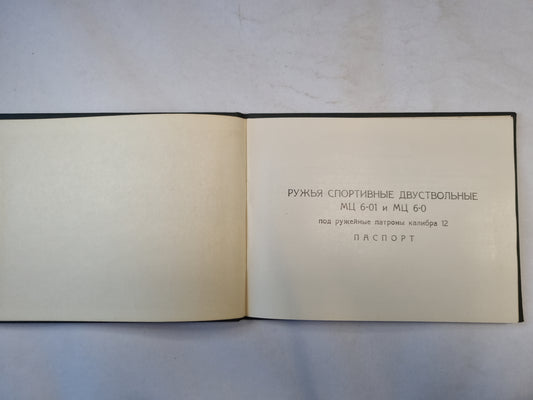 РУЖЬЯ СПОРТИВНЫЕ ДВУСТВОЛЬНЫЕ
МЦ 6-01 и МЦ 6-0
под ружейные патроны калибра 12
ПАСПОРТ